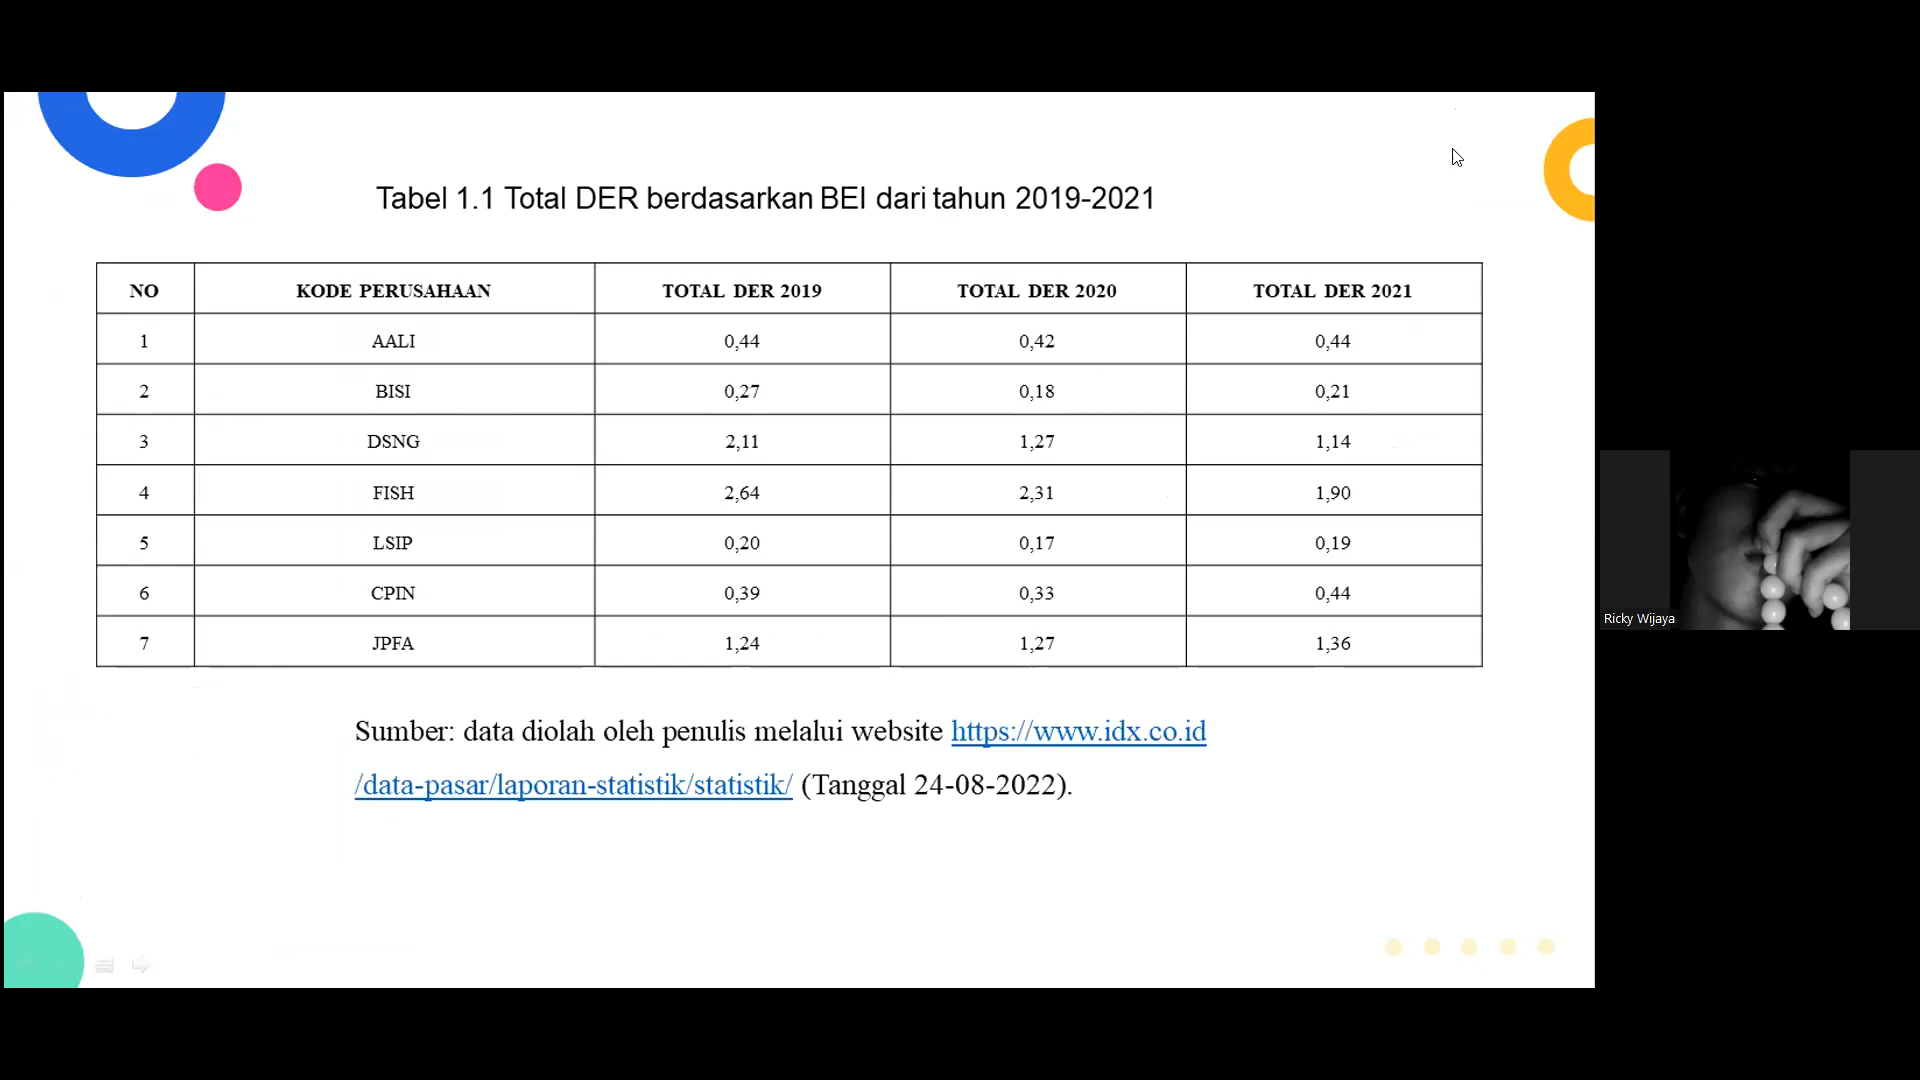 Tabel 1.1 Total DER berdasarkan BEI dari tahun 2019-2021
NO KODE PERUSAHAAN TOTAL DER 2019 TOTAL DER 2020 TOTAL DER 2021
1 AALI 0,44 0,42 0,44
2 BISI 0,27 0,18 0,21
3 DSNG 2,11 1,27 1,14
4 FISH 2,64 2,31 1,90
5 LSIP 0,20 0,17 0,19
6 CPIN 0,39 0,33 0,44
7 JPFA 1,24 1,27 1,36
Sumber: data diolah oleh penulis melalui website https://www.idx.co.id
/data-pasar/laporan-statistik/statistik/ (Tanggal 24-08-2022).
Ricky Wijaya